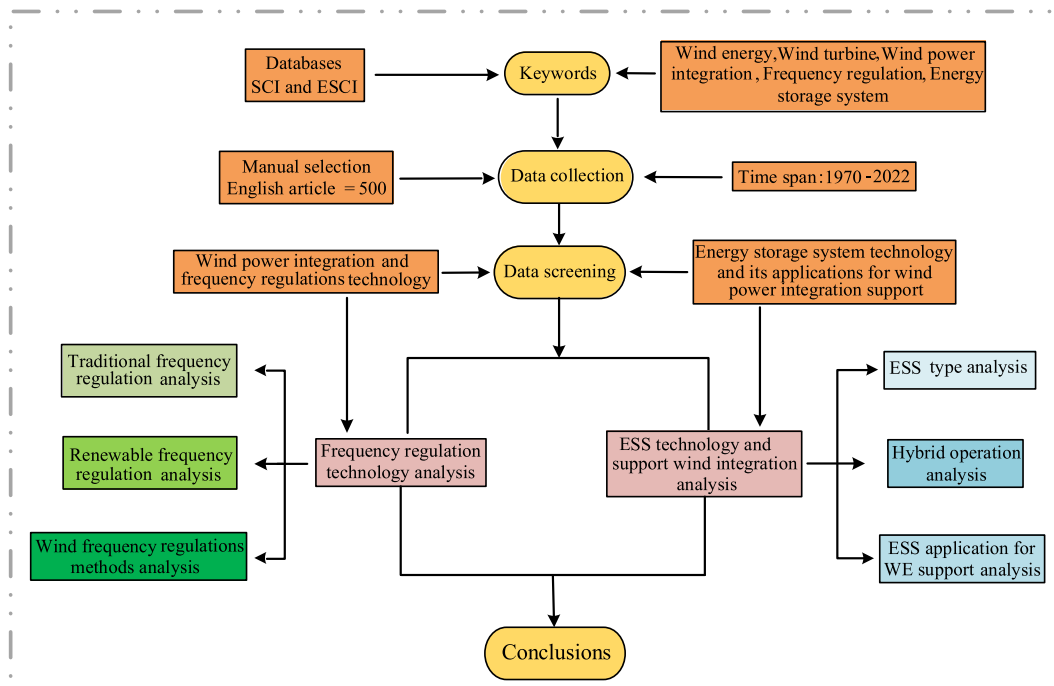 Databases
SCI and ESCI
Keywords
Wind energy,Wind turbine,Wind power
integration , Frequency regulation, Energy
storage system
Manual selection
English article = 500
Data collection
Time span:1970-2022
Wind power integration and
frequency regulations technology
Data screening
Energy storage system technology
and its applications for wind
power integration support
Traditional frequency
regulation analysis
ESS type analysis
Renewable frequency
regulation analysis
Frequency regulation
technology analysis
ESS technology and
support wind integration
analysis
Hybrid operation
analysis
Wind frequency regulations
methods analysis
ESS application for
WE support analysis
Conclusions